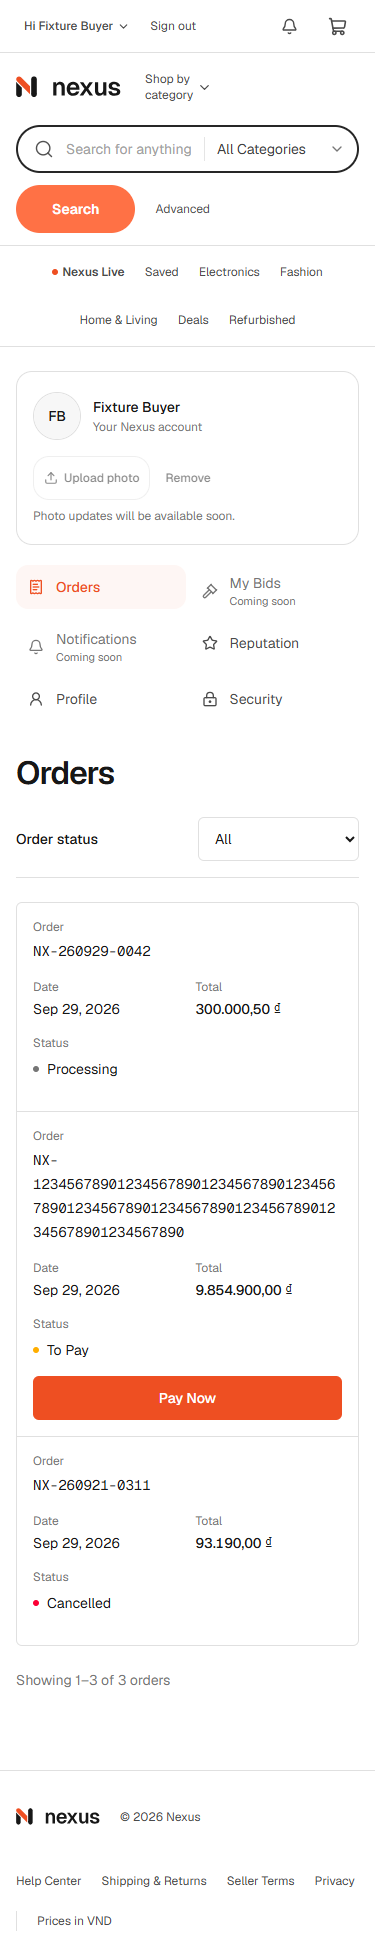 Hi Fixture Buyer
Sign out
nexus
Shop by
category
Search for anything
All Categories
Search
Advanced
Nexus Live
Saved
Electronics
Fashion
Home & Living
Deals
Refurbished
FB
Fixture Buyer
Your Nexus account
Upload photo
Remove
Photo updates will be available soon.
Orders
My Bids
Coming soon
Notifications
Coming soon
Reputation
Profile
Security
Orders
Order status
All
Order
NX-260929-0042
Date
Total
Sep 29, 2026
300.000,50 ₫
Status
Processing
Order
NX-
12345678901234567890123456
78901234567890123456789012
345678901234567890
Date
Total
Sep 29, 2026
9.854.900,00 ₫
Status
To Pay
Pay Now
Order
NX-260921-0311
Date
Total
Sep 29, 2026
93.190,00 ₫
Status
Cancelled
Showing 1–3 of 3 orders
nexus
© 2026 Nexus
Help Center
Shipping & Returns
Seller Terms
Privacy
Prices in VND